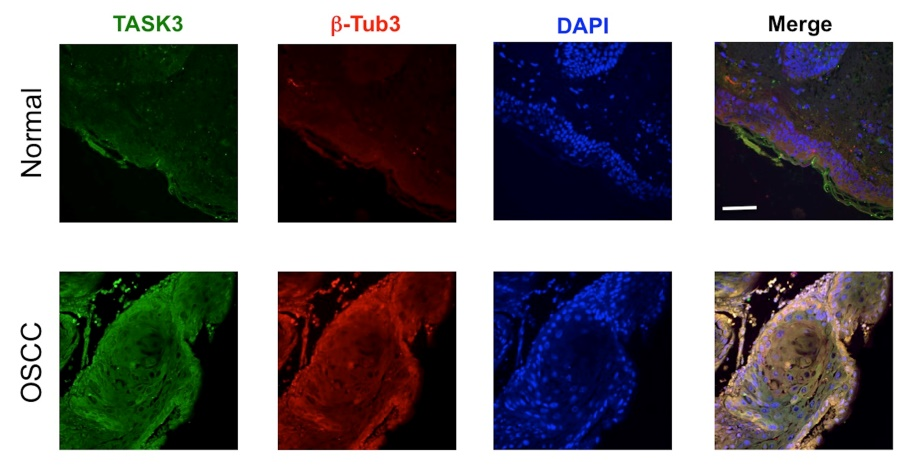 TASK3 β-Tub3 DAPI Merge
Normal
OSCC